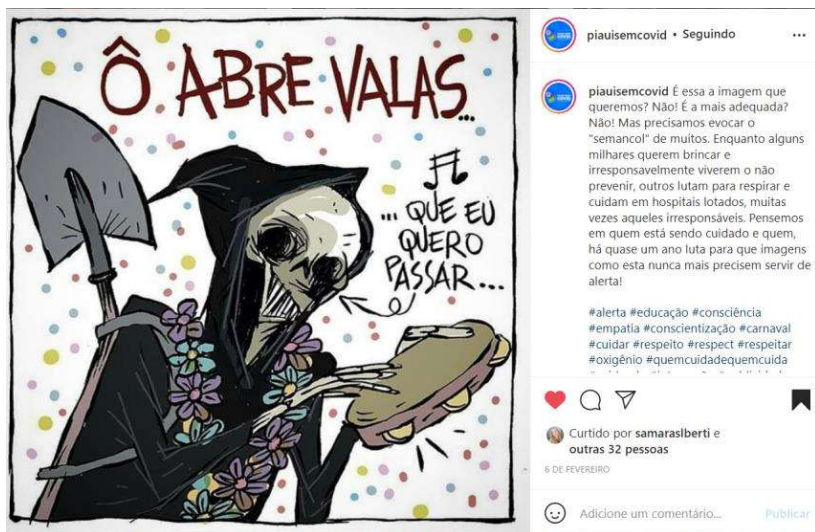 Ô ABRE VALAS...
... QUE EU
QUERO
PASSAR...
piauisemcovid • Seguindo
piauisemcovid É essa a imagem que
queremos? Não! É a mais adequada?
Não! Mas precisamos evocar o
"semancol" de muitos. Enquanto alguns
milhares querem brincar e
irresponsavelmente viverem o não
prevenir, outros lutam para respirar e
cuidam em hospitais lotados, muitas
vezes aqueles irresponsáveis. Pensemos
em quem está sendo cuidado e quem,
há quase um ano luta para que imagens
como esta nunca mais precisem servir de
alerta!
#alerta #educação #consciência
#empatia #conscientização #carnaval
#cuidar #respeito #respect #respeitar
#oxigênio #quemcuidadequemcuida
Curtido por samaraslberti e
outras 32 pessoas
6 DE FEVEREIRO
Adicione um comentário... Publicar